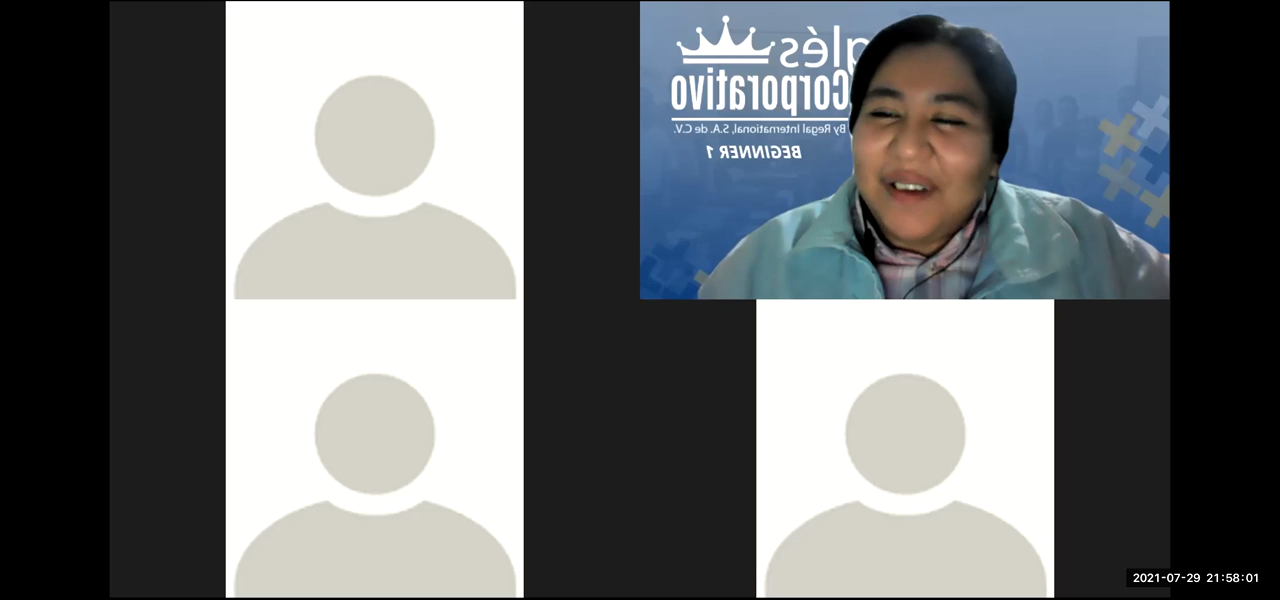 glés
Corporativo
By Regal International, S.A. de C.V.
BEGINNER 1
2021-07-29 21:58:01